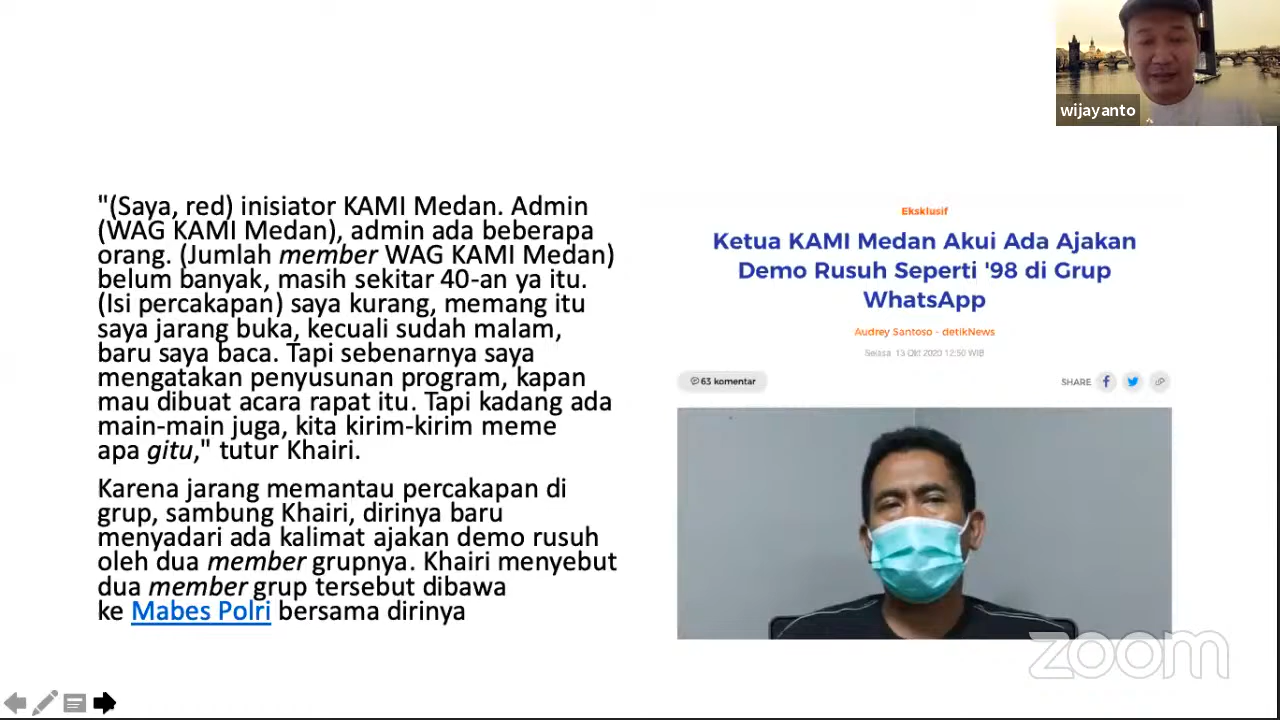 wijayanto
"(Saya, red) inisiator KAMI Medan. Admin
(WAG KAMI Medan), admin ada beberapa
orang. (Jumlah member WAG KAMI Medan)
belum banyak, masih sekitar 40-an ya itu.
(Isi percakapan) saya kurang, memang itu
saya jarang buka, kecuali sudah malam,
baru saya baca. Tapi sebenarnya saya
mengatakan penyusunan program, kapan
mau dibuat acara rapat itu. Tapi kadang ada
main-main juga, kita kirim-kirim meme
apa gitu," tutur Khairi.
Karena jarang memantau percakapan di
grup, sambung Khairi, dirinya baru
menyadari ada kalimat ajakan demo rusuh
oleh dua member grupnya. Khairi menyebut
dua member grup tersebut dibawa
ke Mabes Polri bersama dirinya
Eksklusif
Ketua KAMI Medan Akui Ada Ajakan
Demo Rusuh Seperti '98 di Grup
WhatsApp
Audrey Santoso - detikNews
Selasa 13 Okt 2020 12:50 WIB
63 komentar
SHARE
zoom